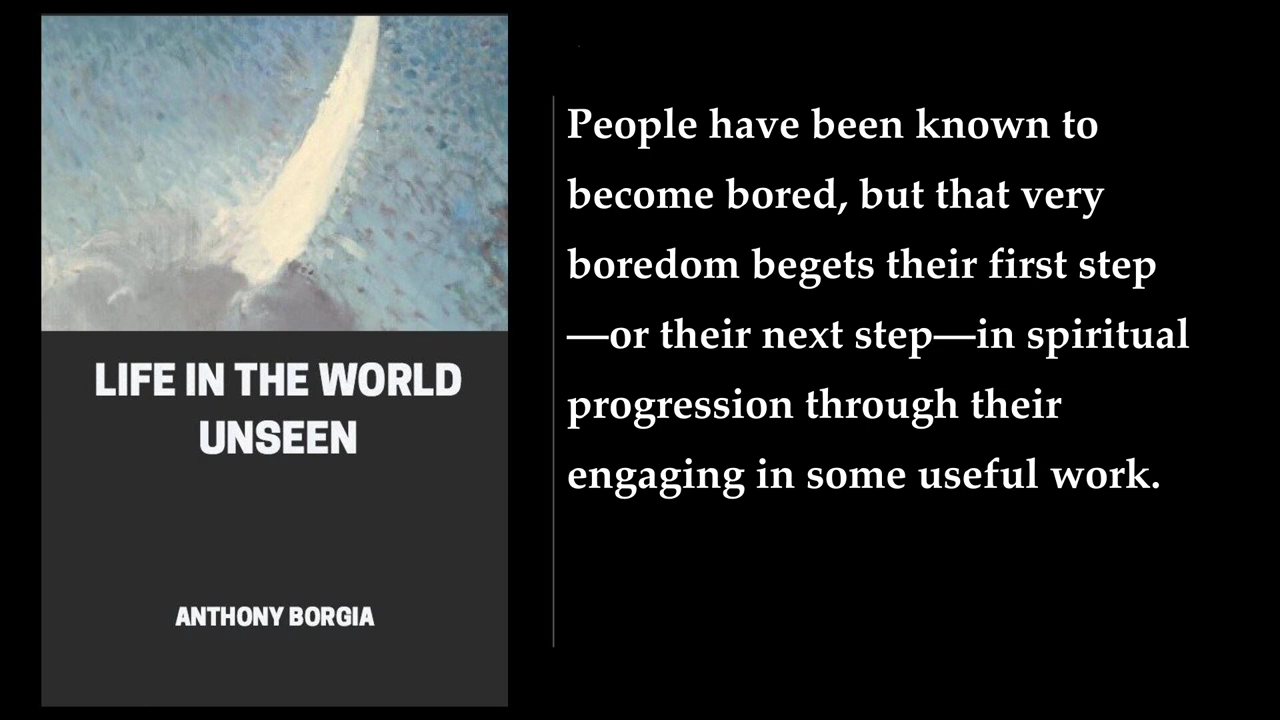 LIFE IN THE WORLD
UNSEEN
ANTHONY BORGIA
People have been known to
become bored, but that very
boredom begets their first step
—or their next step—in spiritual
progression through their
engaging in some useful work.